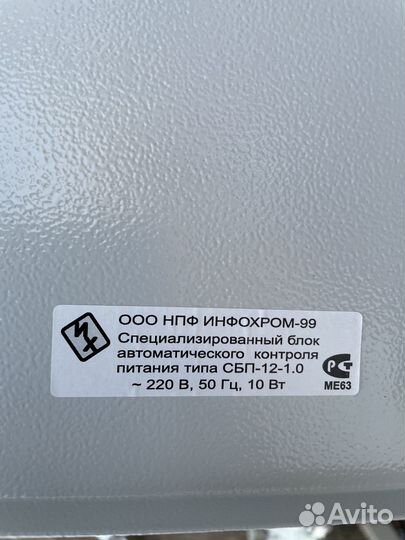 ООО НПФ ИНФОХРОМ-99
Специализированный блок
автоматического контроля
питания типа СБП-12-1.0
~ 220 В, 50 Гц, 10 Вт
РСТ
МЕ63
Avito